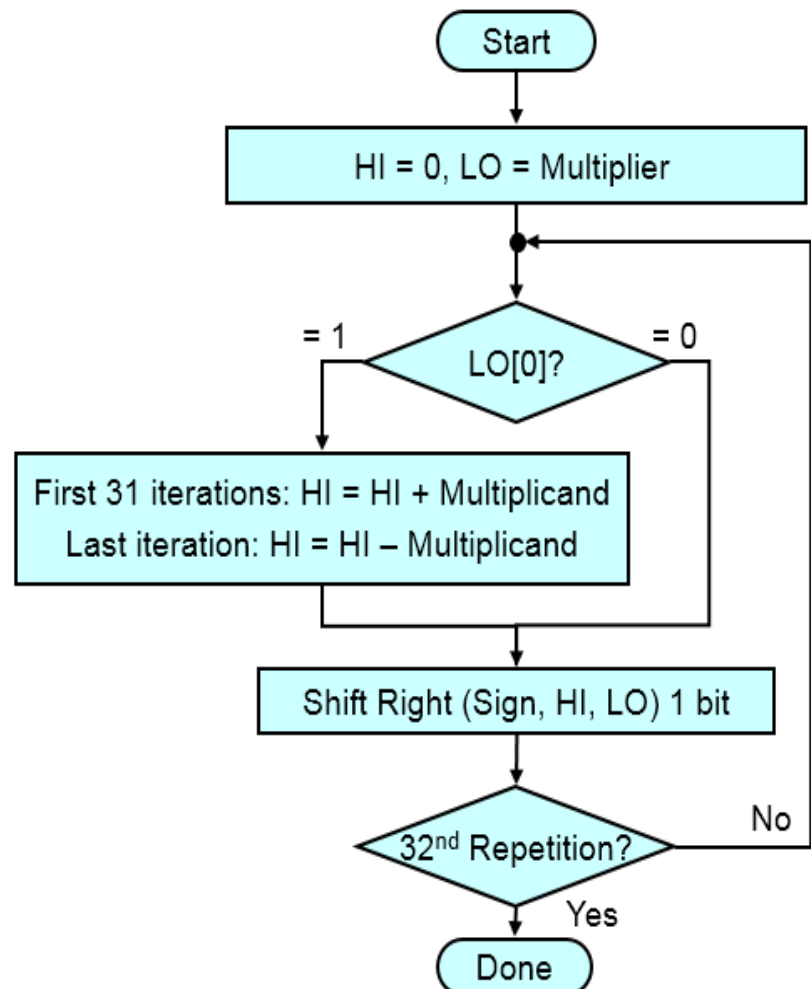 Start
HI = 0, LO = Multiplier
= 1
= 0
LO[0]?
First 31 iterations: HI = HI + Multiplicand
Last iteration: HI = HI – Multiplicand
Shift Right (Sign, HI, LO) 1 bit
32nd Repetition?
No
Yes
Done